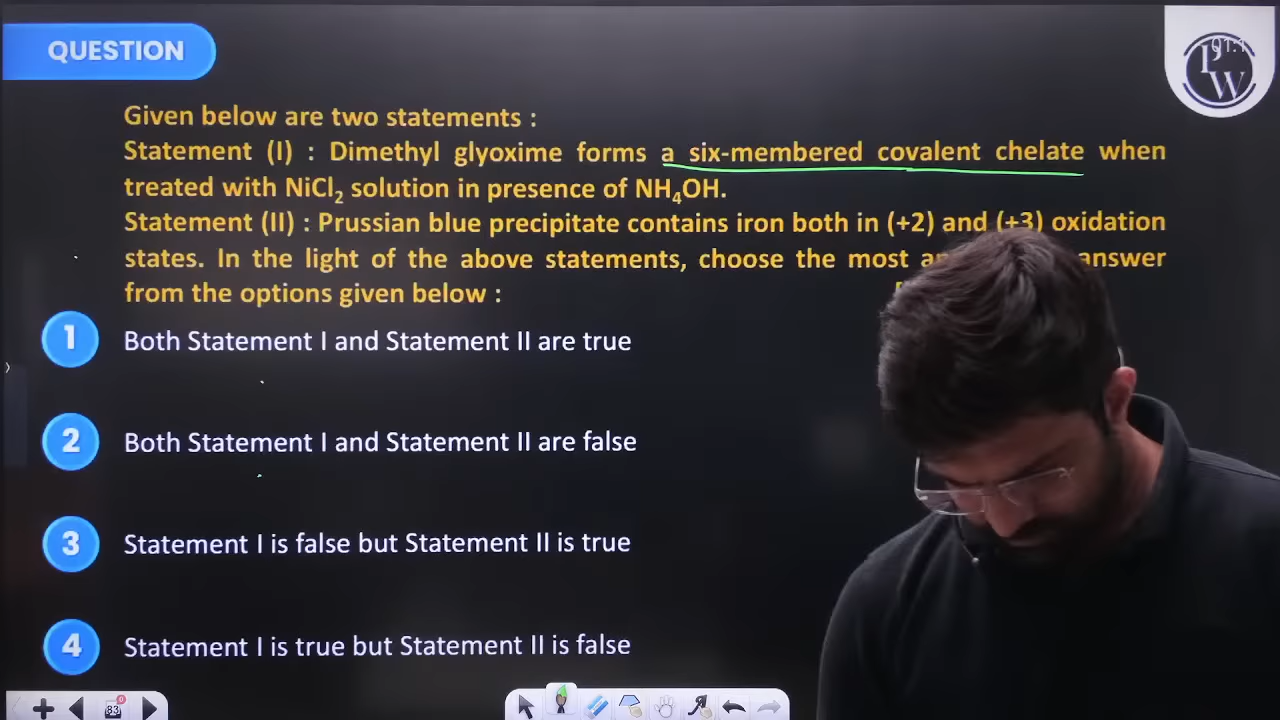 QUESTION
Given below are two statements :
Statement (I) : Dimethyl glyoxime forms a six-membered covalent chelate when
treated with NiCl₂ solution in presence of NH₄OH.
Statement (II) : Prussian blue precipitate contains iron both in (+2) and (+3) oxidation
states. In the light of the above statements, choose the most answer
from the options given below :
1 Both Statement I and Statement II are true
2 Both Statement I and Statement II are false
3 Statement I is false but Statement II is true
4 Statement I is true but Statement II is false
P W
83